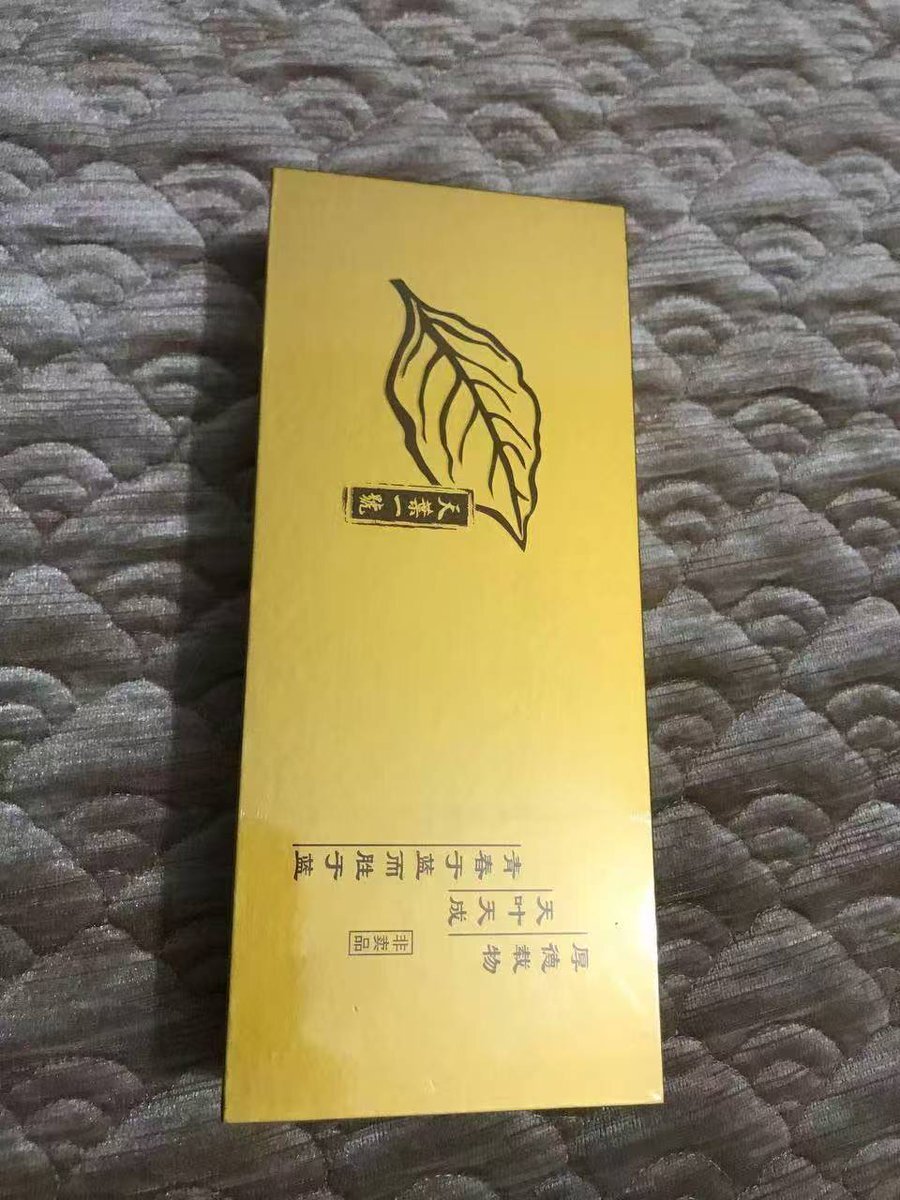 天葉一號
厚德载物
天叶天成
青春于蓝而胜于蓝
非卖品